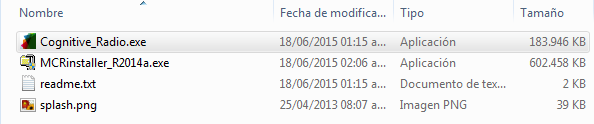 Fecha de modifica... Tipo Tamaño
Cognitive_Radio.exe 18/06/2015 01:15 a... Aplicación 183.946 KB
MCRinstaller_R2014a.exe 18/06/2015 02:06 a... Aplicación 602.458 KB
readme.txt 18/06/2015 01:15 a... Documento de tex... 2 KB
splash.png 25/04/2013 08:07 a... Imagen PNG 39 KB